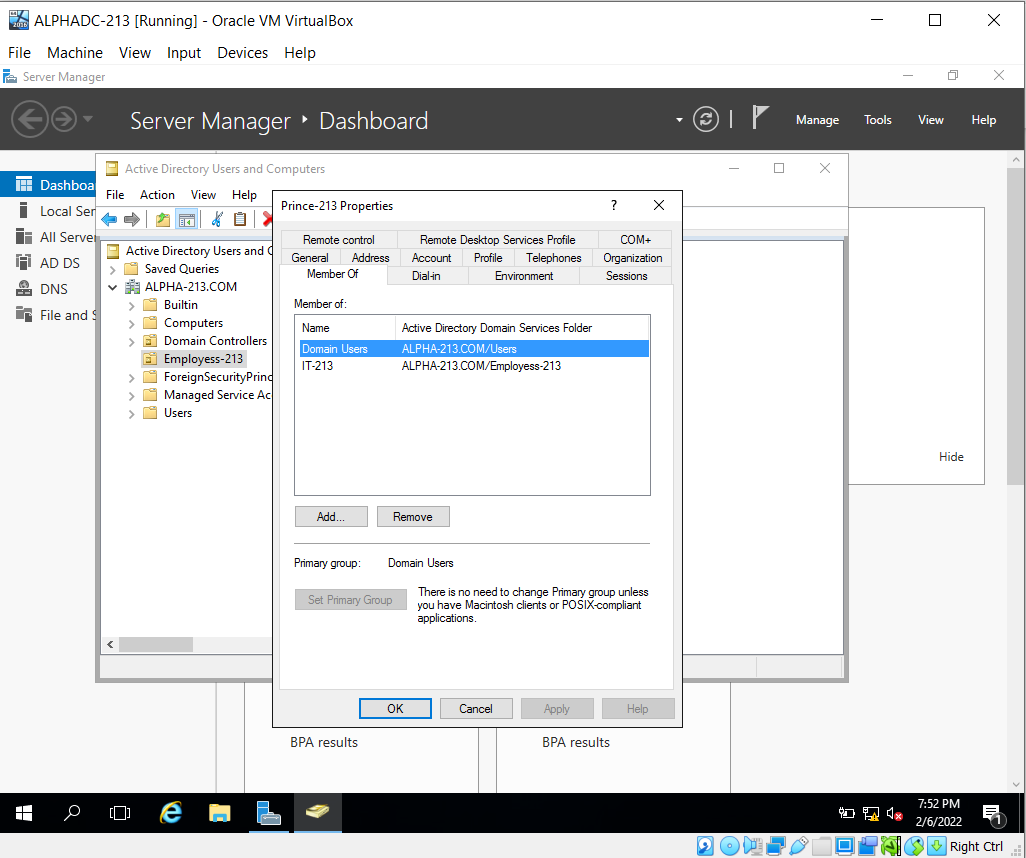 ALPHADC-213 [Running] - Oracle VM VirtualBox
File Machine View Input Devices Help
Server Manager
Server Manager ‣ Dashboard
Manage Tools View Help
Dashboa
Local Ser
All Server
AD DS
DNS
File and S
Active Directory Users and Computers
File Action View Help
Active Directory Users and C
Saved Queries
ALPHA-213.COM
Builtin
Computers
Domain Controllers
Employess-213
ForeignSecurityPrinc
Managed Service Ac
Users
Prince-213 Properties
?
Remote control Remote Desktop Services Profile COM+
General Address Account Profile Telephones Organization
Member Of Dial-in Environment Sessions
Member of:
Name Active Directory Domain Services Folder
Domain Users ALPHA-213.COM/Users
IT-213 ALPHA-213.COM/Employess-213
Add... Remove
Primary group: Domain Users
Set Primary Group
There is no need to change Primary group unless
you have Macintosh clients or POSIX-compliant
applications.
OK Cancel Apply Help
Hide
BPA results BPA results
7:52 PM
2/6/2022
1
Right Ctrl